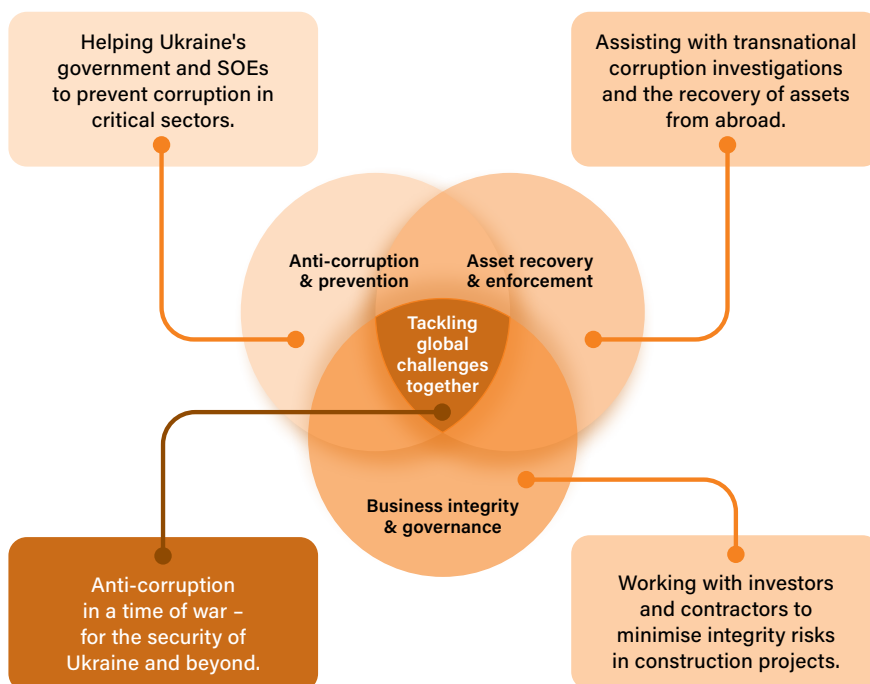 Helping Ukraine's
government and SOEs
to prevent corruption in
critical sectors.
Assisting with transnational
corruption investigations
and the recovery of assets
from abroad.
Anti-corruption
& prevention
Asset recovery
& enforcement
Tackling
global
challenges
together
Business integrity
& governance
Anti-corruption
in a time of war –
for the security of
Ukraine and beyond.
Working with investors
and contractors to
minimise integrity risks
in construction projects.